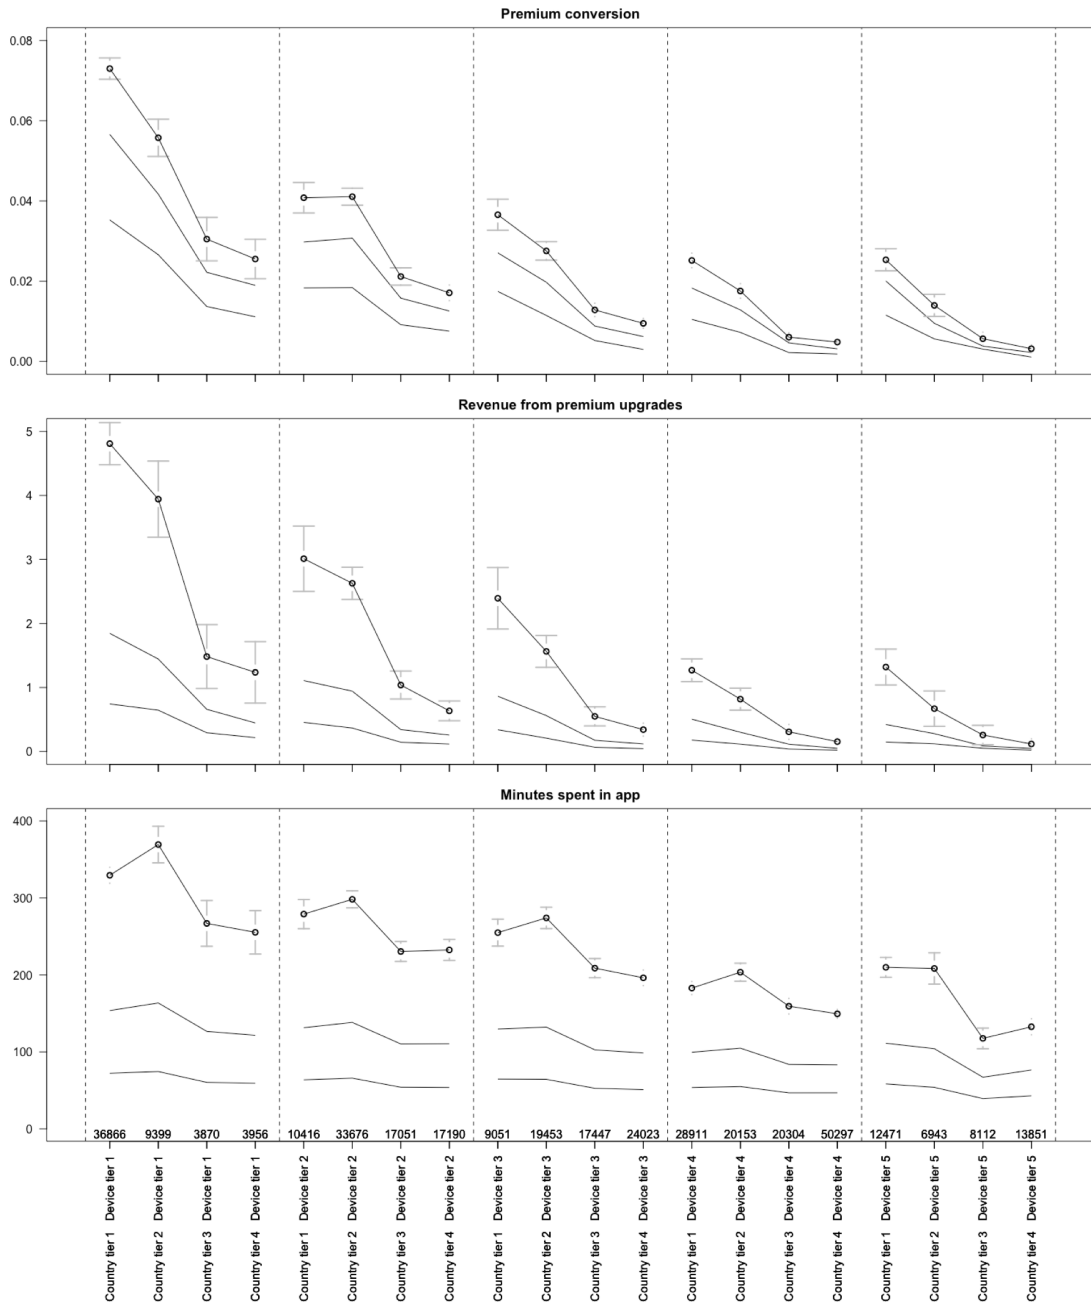 Premium conversion
0.08
0.06
0.04
0.02
0.00
Revenue from premium upgrades
5
4
3
2
1
0
Minutes spent in app
400
300
200
100
0
36866 9399 3870 3956 10416 33676 17051 17190 9051 19453 17447 24023 28911 20153 20304 50297 12471 6943 8112 13851
Country tier 1 Device tier 1
Country tier 2 Device tier 1
Country tier 3 Device tier 1
Country tier 4 Device tier 1
Country tier 1 Device tier 2
Country tier 2 Device tier 2
Country tier 3 Device tier 2
Country tier 4 Device tier 2
Country tier 1 Device tier 3
Country tier 2 Device tier 3
Country tier 3 Device tier 3
Country tier 4 Device tier 3
Country tier 1 Device tier 4
Country tier 2 Device tier 4
Country tier 3 Device tier 4
Country tier 4 Device tier 4
Country tier 1 Device tier 5
Country tier 2 Device tier 5
Country tier 3 Device tier 5
Country tier 4 Device tier 5